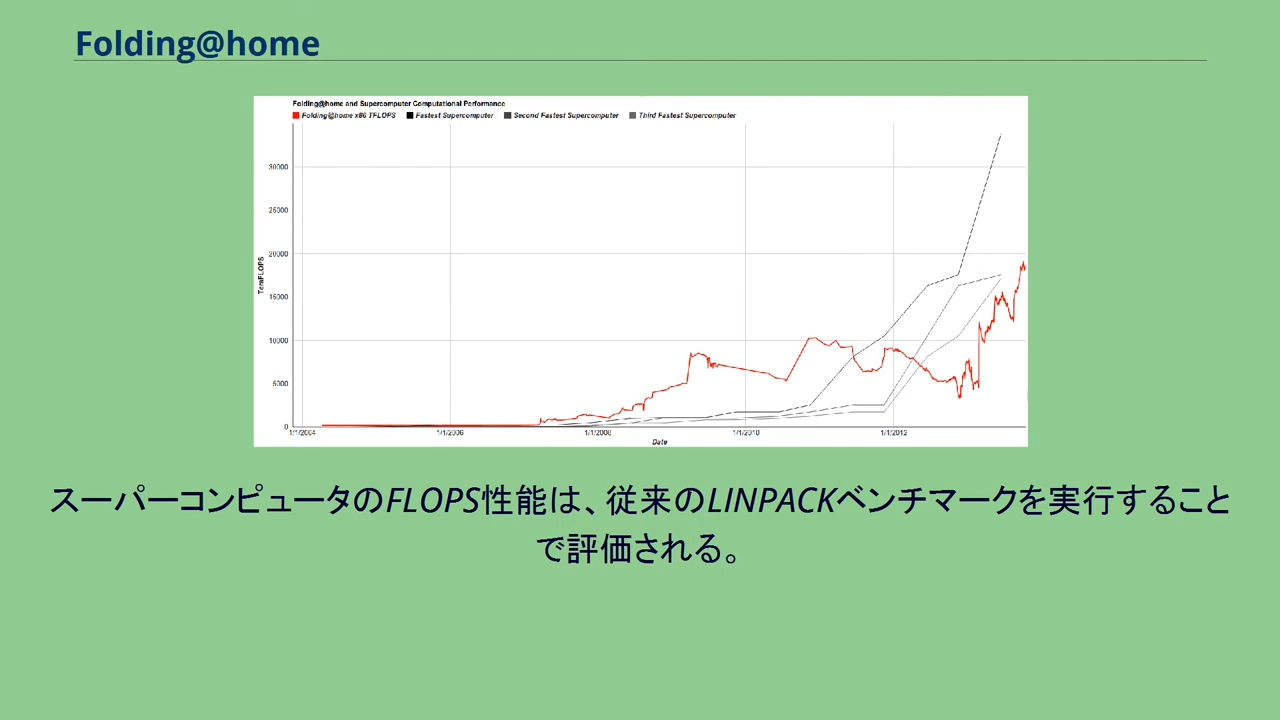 Folding@home
Folding@home and Supercomputer Computational Performance
Folding@home x86 TFLOPS Fastest Supercomputer Second Fastest Supercomputer Third Fastest Supercomputer
30000
25000
20000
15000
10000
5000
0
TeraFLOPS
1/1/2004 1/1/2006 1/1/2008 1/1/2010 1/1/2012
Date
スーパーコンピュータのFLOPS性能は、従来のLINPACKベンチマークを実行すること
で評価される。